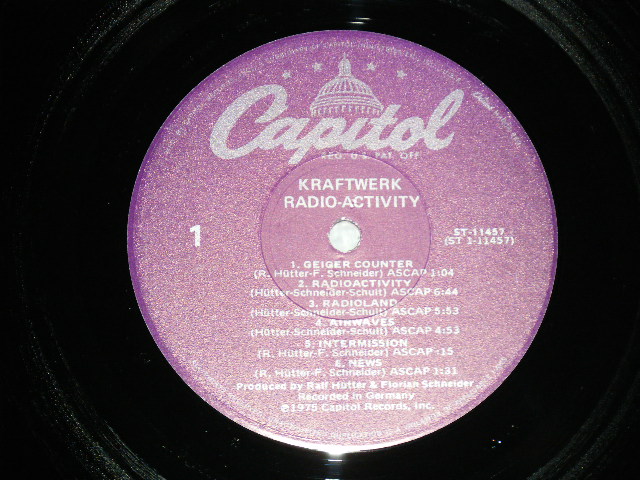 Capitol
REG. U.S. PAT. OFF.
KRAFTWERK
RADIO-ACTIVITY
1
ST-11457
(ST 1-11457)
1. GEIGER COUNTER
(R. Hütter-F. Schneider) ASCAP 1:04
2. RADIOACTIVITY
(Hütter-Schneider-Schult) ASCAP 6:44
3. RADIOLAND
(Hütter-Schneider-Schult) ASCAP 5:53
4. AIRWAVES
(Hütter-Schneider-Schult) ASCAP 4:53
5. INTERMISSION
(R. Hütter-F. Schneider) ASCAP :15
6. NEWS
(R. Hütter-F. Schneider) ASCAP 1:31
Produced by Ralf Hütter & Florian Schneider
Recorded in Germany
℗1975 Capitol Records, Inc.